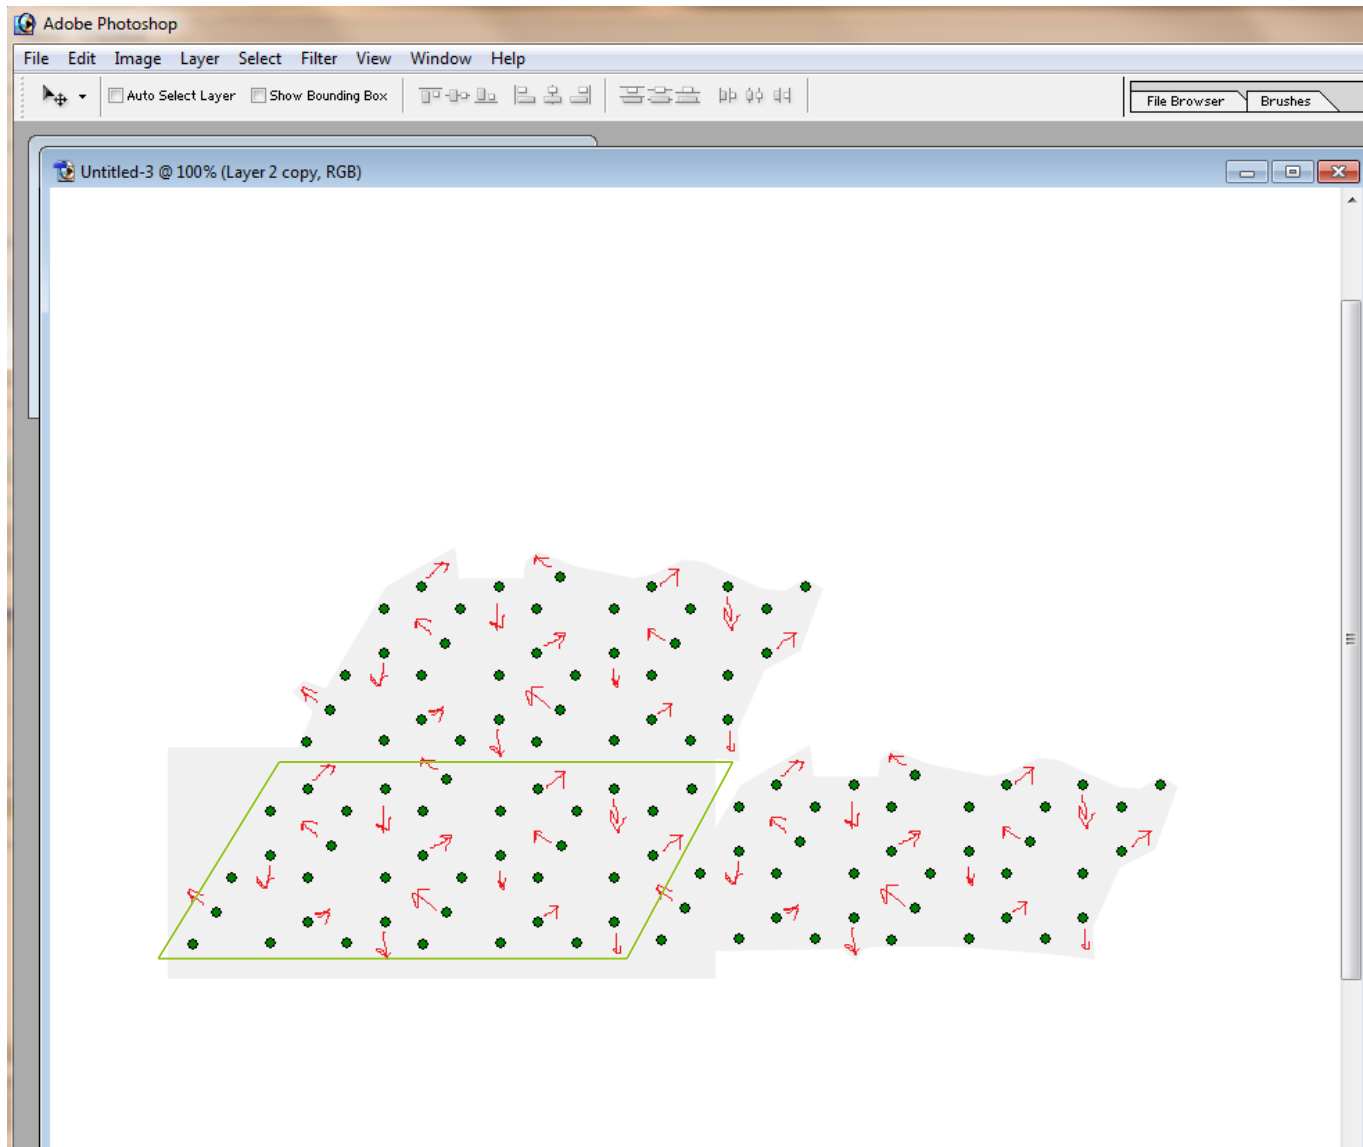 Adobe Photoshop
File Edit Image Layer Select Filter View Window Help
Auto Select Layer Show Bounding Box File Browser Brushes
Untitled-3 @ 100% (Layer 2 copy, RGB)